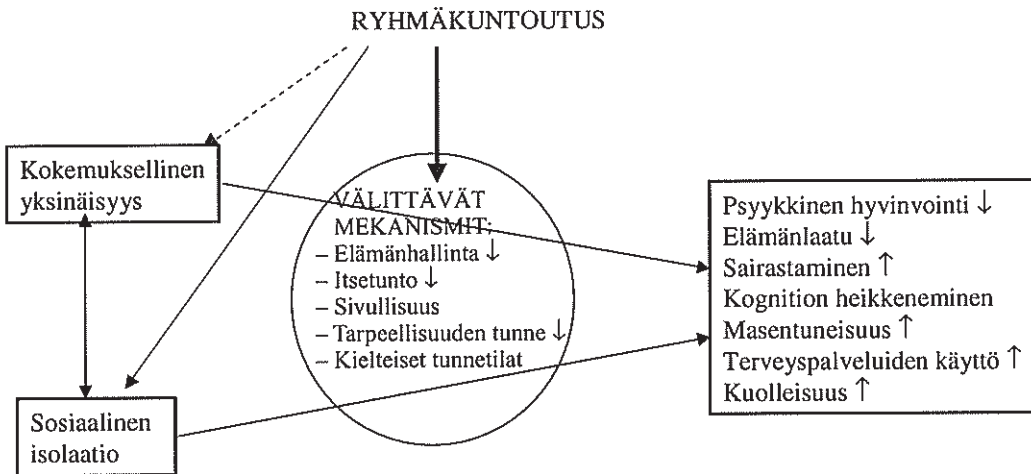 RYHMÄKUNTOUTUS
Kokemuksellinen
yksinäisyys
VÄLITTÄVÄT
MEKANISMIT:
– Elämänhallinta ↓
– Itsetunto ↓
– Sivullisuus
– Tarpeellisuuden tunne ↓
– Kielteiset tunnetilat
Psyykkinen hyvinvointi ↓
Elämänlaatu ↓
Sairastaminen ↑
Kognition heikkeneminen
Masentuneisuus ↑
Terveyspalveluiden käyttö ↑
Kuolleisuus ↑
Sosiaalinen
isolaatio